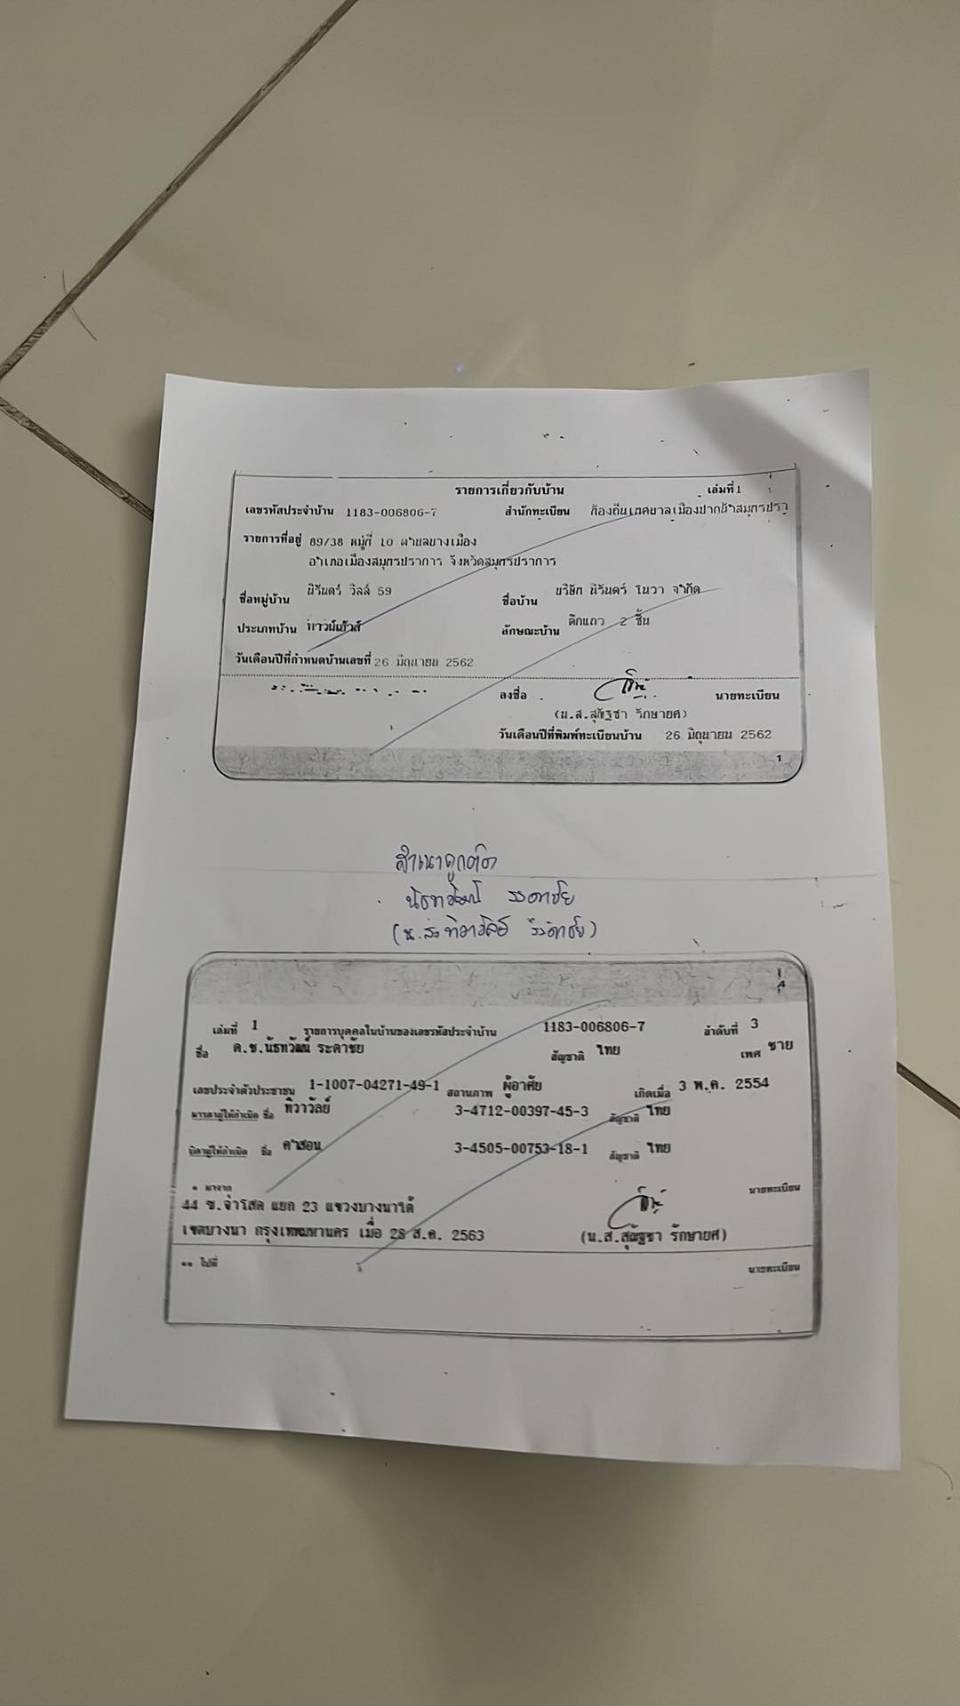 รายการเกี่ยวกับบ้าน เล่มที่ 1
เลขรหัสประจำบ้าน 1183-006806-7 สำนักทะเบียน ท้องถิ่นเทศบาลเมืองปากน้ำสมุทรปรา
รายการที่อยู่ 89/38 หมู่ที่ 10 ตำบลบางเมือง
อำเภอเมืองสมุทรปราการ จังหวัดสมุทรปราการ
ชื่อหมู่บ้าน นิรันดร์ วิลล์ 59 ชื่อบ้าน บริษัท นิรันดร์ โนวา จำกัด
ประเภทบ้าน ทาวน์เฮ้าส์ ลักษณะบ้าน ตึกแถว 2 ชั้น
วันเดือนปีที่กำหนดบ้านเลขที่ 26 มิถุนายน 2562
ลงชื่อ นายทะเบียน
(น.ส.สุณัฐชา รักษายศ)
วันเดือนปีที่พิมพ์ทะเบียนบ้าน 26 มิถุนายน 2562
1
สำเนาถูกต้อง
นัธทวัฒน์ ระดาชัย
(น.ส. ทิวาวัลย์)
4
เล่มที่ 1 รายการบุคคลในบ้านของเลขรหัสประจำบ้าน 1183-006806-7 ลำดับที่ 3
ชื่อ ด.ช.นัธทวัฒน์ ระดาชัย สัญชาติ ไทย เพศ ชาย
เลขประจำตัวประชาชน 1-1007-04271-49-1 สถานภาพ ผู้อาศัย เกิดเมื่อ 3 พ.ค. 2554
มารดาผู้ให้กำเนิด ชื่อ ทิวาวัลย์ 3-4712-00397-45-3 สัญชาติ ไทย
บิดาผู้ให้กำเนิด ชื่อ คำสอน 3-4505-00753-18-1 สัญชาติ ไทย
* มาจาก นายทะเบียน
44 ซ.จ่าโสด แยก 23 แขวงบางนาใต้
เขตบางนา กรุงเทพมหานคร เมื่อ 28 ส.ค. 2563 (น.ส.สุณัฐชา รักษายศ)
** ไปที่ นายทะเบียน